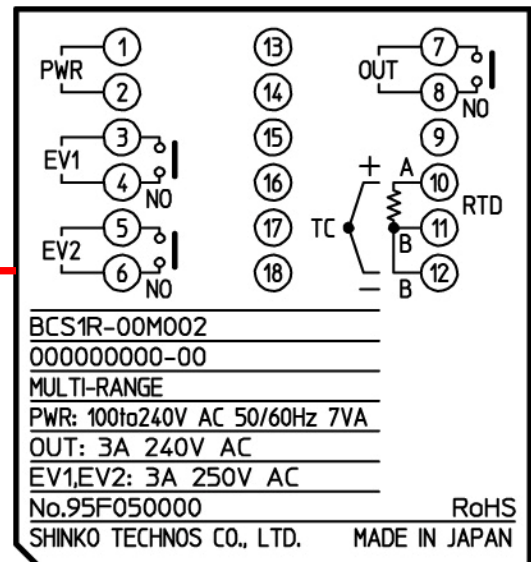 1 13 7
PWR OUT
2 14 8 NO
3 15 9
EV1 + A
4 NO 16 10
RTD
5 17 TC B 11
EV2
6 NO 18 - B 12
BCS1R-00M002
000000000-00
MULTI-RANGE
PWR: 100to240V AC 50/60Hz 7VA
OUT: 3A 240V AC
EV1,EV2: 3A 250V AC
No.95F050000 RoHS
SHINKO TECHNOS CO., LTD. MADE IN JAPAN